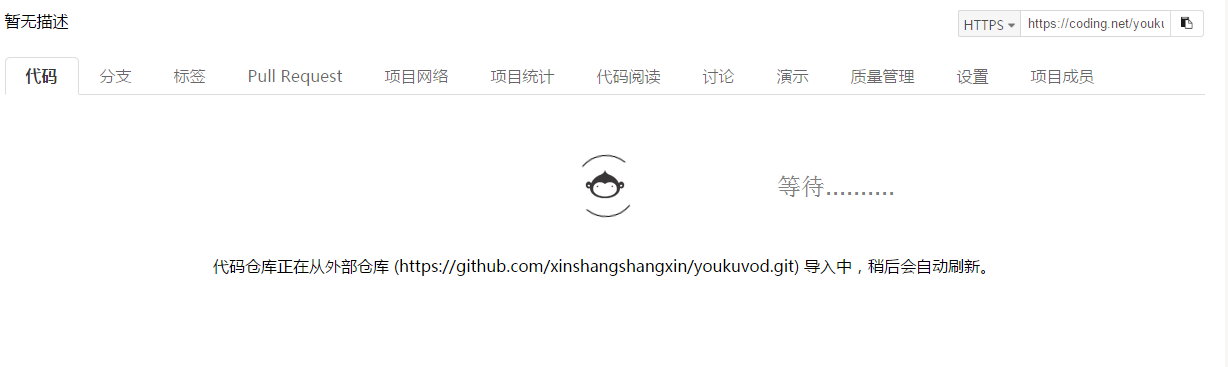 暂无描述
HTTPS https://coding.net/youku
代码 分支 标签 Pull Request 项目网络 项目统计 代码阅读 讨论 演示 质量管理 设置 项目成员
等待..........
代码仓库正在从外部仓库 (https://github.com/xinshangshangxin/youkuvod.git) 导入中，稍后会自动刷新。